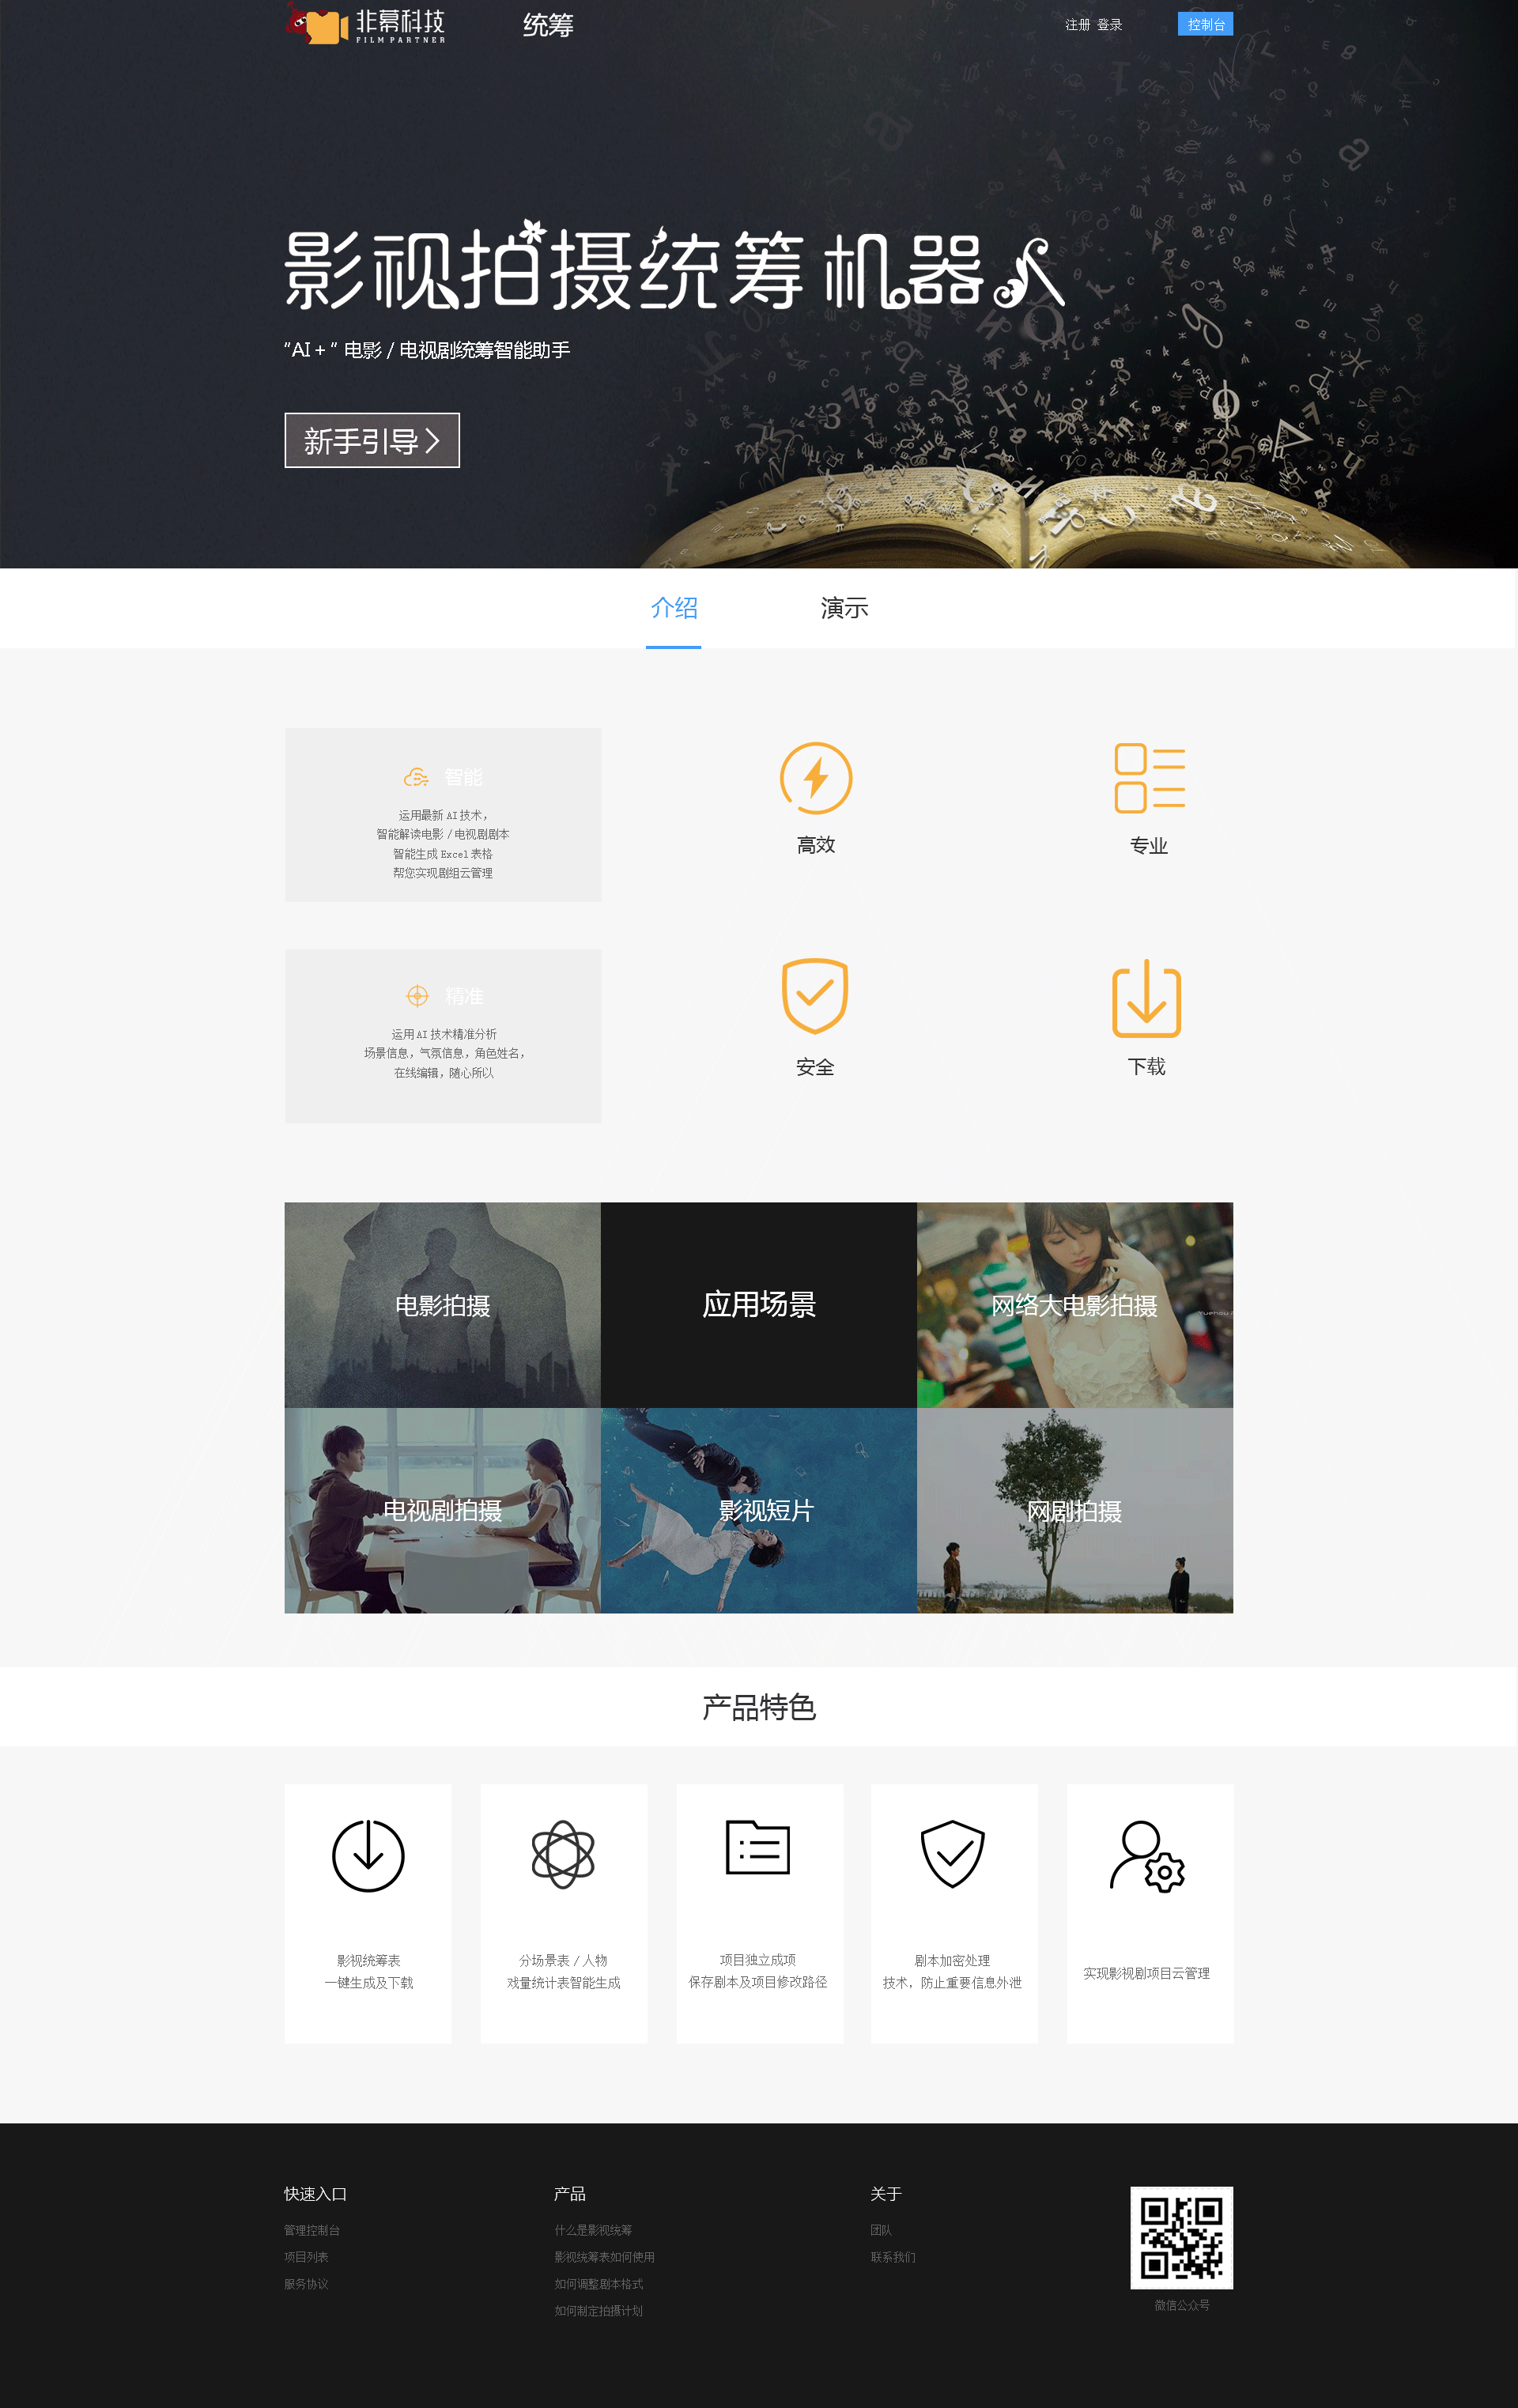 非幕科技
FILM PARTNER
统筹
注册 登录
控制台
影视拍摄统筹机器人
“AI + ” 电影 / 电视剧统筹智能助手
新手引导
介绍
演示
智能
运用最新 AI 技术，
智能解读电影 / 电视剧剧本
智能生成 Excel 表格
帮您实现剧组云管理
高效
专业
精准
运用 AI 技术精准分析
场景信息，气氛信息，角色姓名，
在线编辑，随心所以
安全
下载
电影拍摄
应用场景
网络大电影拍摄
电视剧拍摄
影视短片
网剧拍摄
产品特色
影视统筹表
一键生成及下载
分场景表 / 人物
戏量统计表智能生成
项目独立成项
保存剧本及项目修改路径
剧本加密处理
技术，防止重要信息外泄
实现影视剧项目云管理
快速入口
管理控制台
项目列表
服务协议
产品
什么是影视统筹
影视统筹表如何使用
如何调整剧本格式
如何制定拍摄计划
关于
团队
联系我们
微信公众号